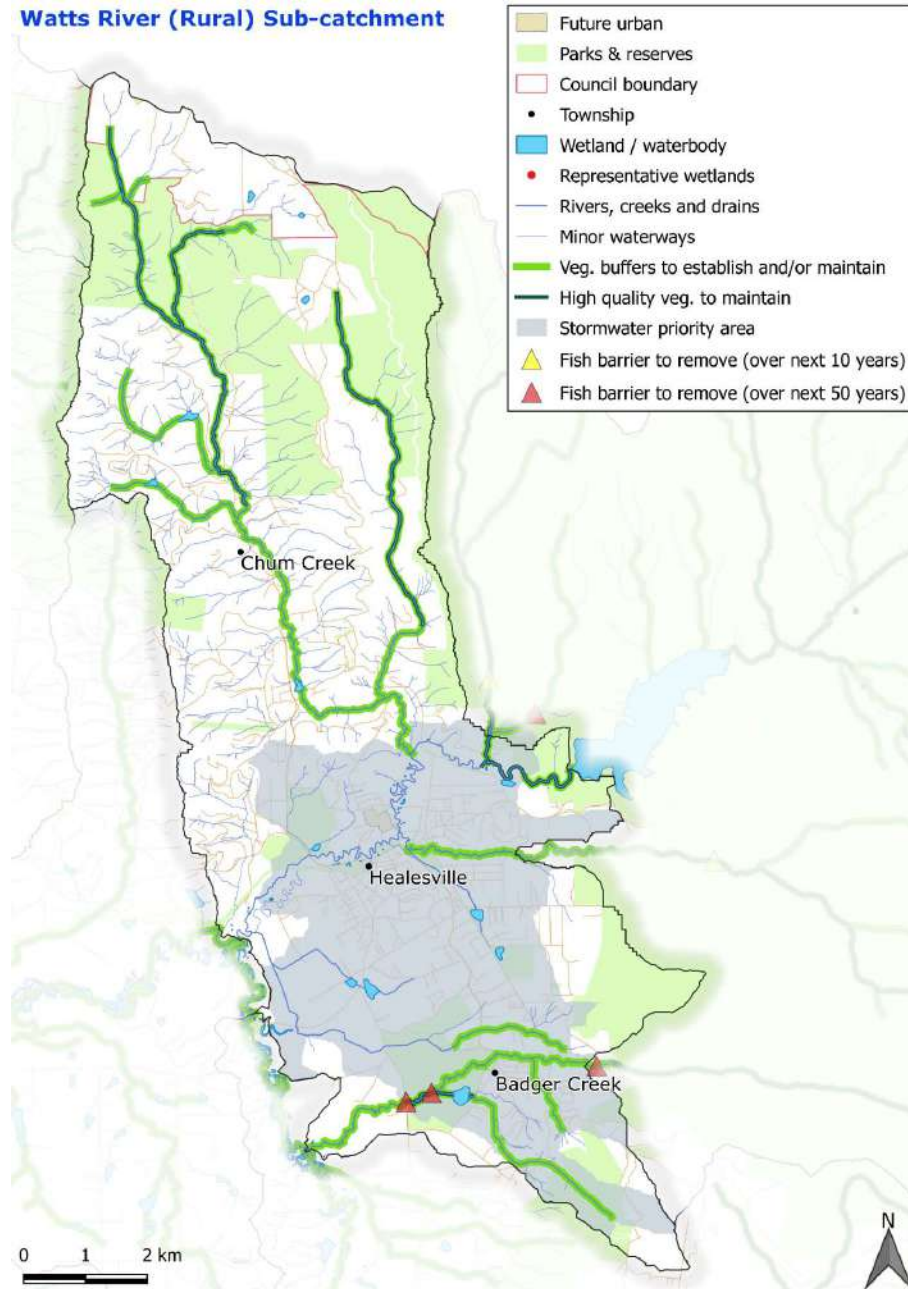 Watts River (Rural) Sub-catchment
Future urban
Parks & reserves
Council boundary
Township
Wetland / waterbody
Representative wetlands
Rivers, creeks and drains
Minor waterways
Veg. buffers to establish and/or maintain
High quality veg. to maintain
Stormwater priority area
Fish barrier to remove (over next 10 years)
Fish barrier to remove (over next 50 years)
Chum Creek
Healesville
Badger Creek
0 1 2 km
N